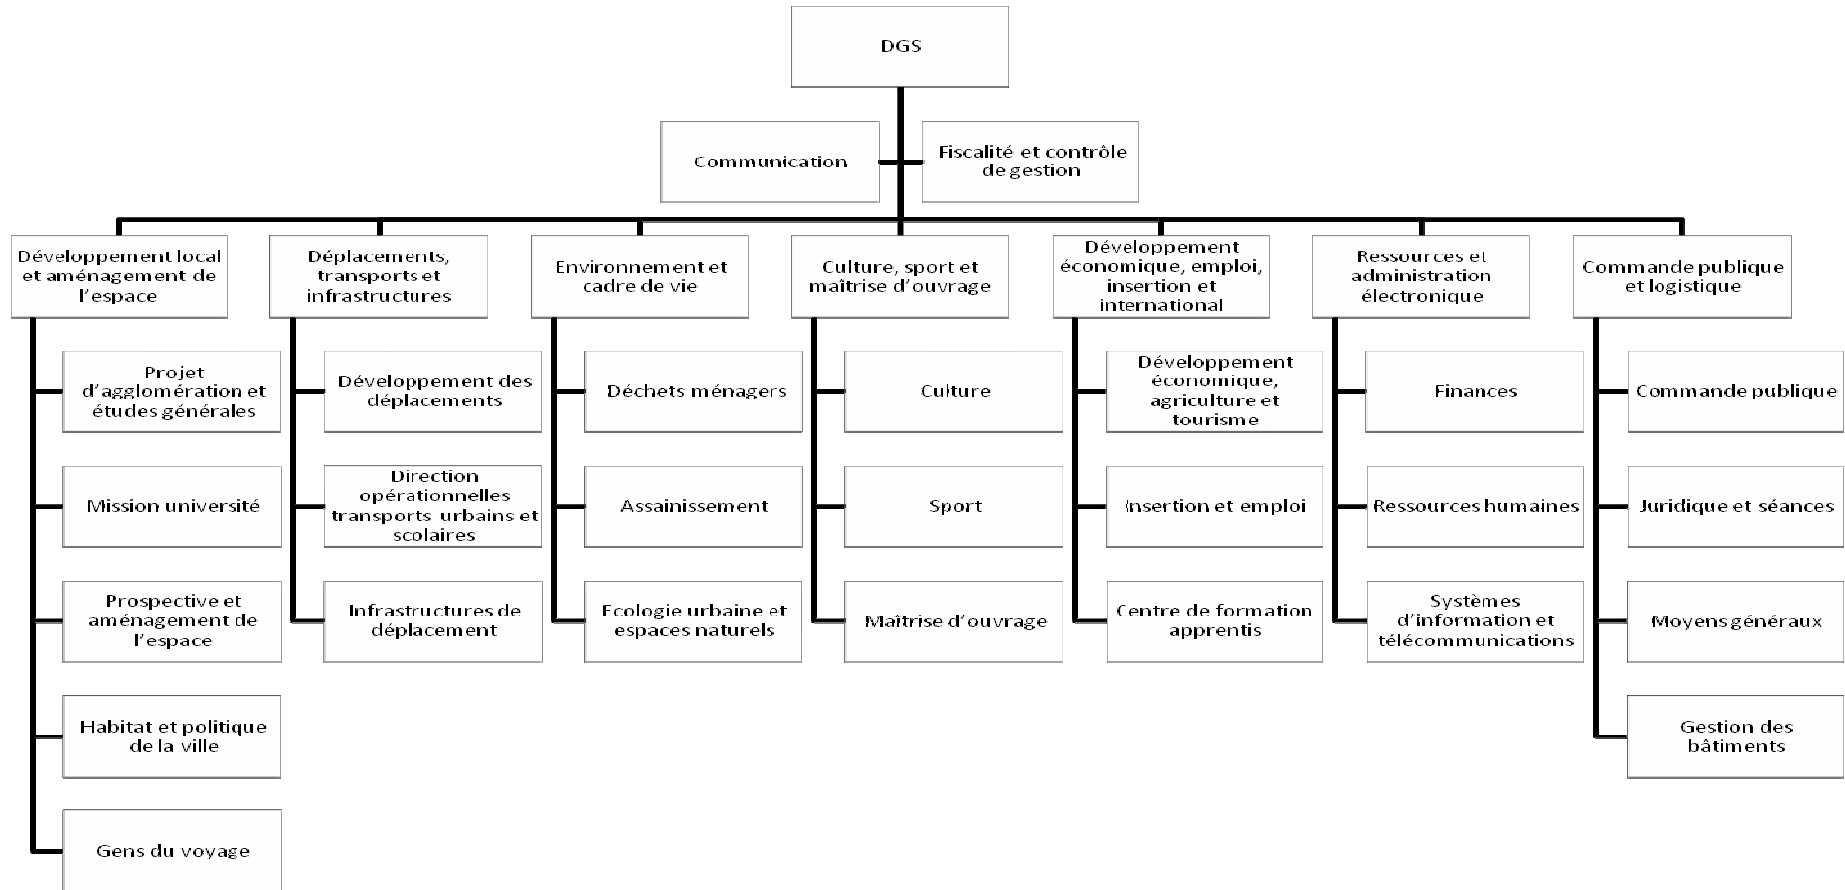 DGS
Communication
Fiscalité et contrôle
de gestion
Développement local
et aménagement de
l'espace
Déplacements,
transports et
infrastructures
Environnement et
cadre de vie
Culture, sport et
maîtrise d'ouvrage
Développement
économique, emploi,
insertion et
international
Ressources et
administration
électronique
Commande publique
et logistique
Projet
d'agglomération et
études générales
Mission université
Prospective et
aménagement de
l'espace
Habitat et politique
de la ville
Gens du voyage
Développement des
déplacements
Direction
opérationnelles
transports urbains et
scolaires
Infrastructures de
déplacement
Déchets ménagers
Assainissement
Ecologie urbaine et
espaces naturels
Culture
Sport
Maîtrise d'ouvrage
Développement
économique,
agriculture et
tourisme
Insertion et emploi
Centre de formation
apprentis
Finances
Ressources humaines
Systèmes
d'information et
télécommunications
Commande publique
Juridique et séances
Moyens généraux
Gestion des
bâtiments